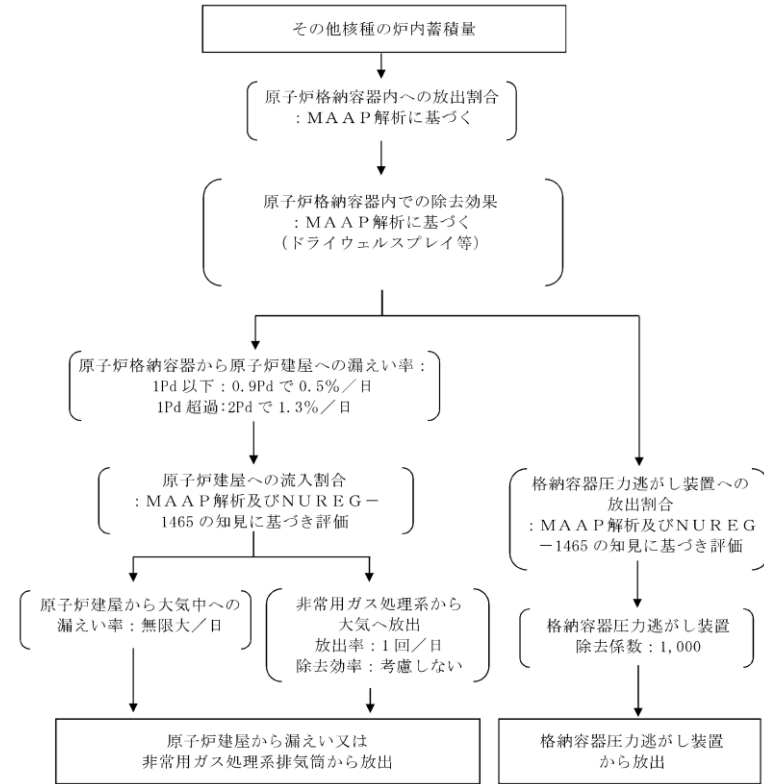 その他核種の炉内蓄積量
原子炉格納容器内への放出割合
：ＭＡＡＰ解析に基づく
原子炉格納容器内での除去効果
：ＭＡＡＰ解析に基づく
（ドライウェルスプレイ等）
原子炉格納容器から原子炉建屋への漏えい率：
1Pd 以下：0.9Pd で 0.5％／日
1Pd 超過：2Pd で 1.3％／日
原子炉建屋への流入割合
：ＭＡＡＰ解析及びＮＵＲＥＧ－
1465 の知見に基づき評価
格納容器圧力逃がし装置への
放出割合
：ＭＡＡＰ解析及びＮＵＲＥＧ
－1465 の知見に基づき評価
原子炉建屋から大気中への
漏えい率：無限大／日
非常用ガス処理系から
大気へ放出
放出率：1 回／日
除去効率：考慮しない
格納容器圧力逃がし装置
除去係数：1,000
原子炉建屋から漏えい又は
非常用ガス処理系排気筒から放出
格納容器圧力逃がし装置
から放出